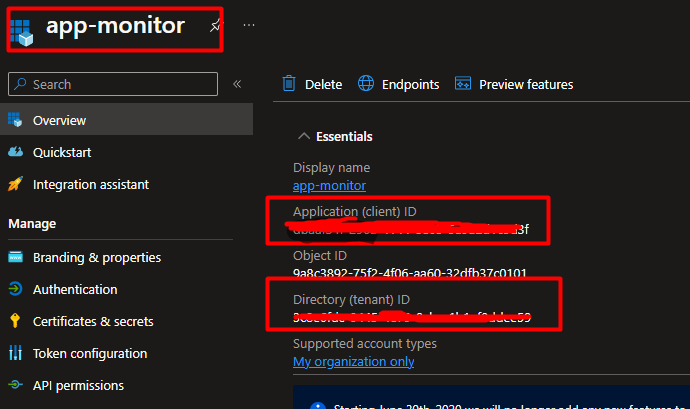 app-monitor
Search
Delete
Endpoints
Preview features
Overview
Quickstart
Integration assistant
Manage
Branding & properties
Authentication
Certificates & secrets
Token configuration
API permissions
Essentials
Display name
app-monitor
Application (client) ID
Object ID
9a8c3892-75f2-4f06-aa60-32dfb37c0101
Directory (tenant) ID
Supported account types
My organization only
Starting June 30th, 2020 we will no longer add any new features to